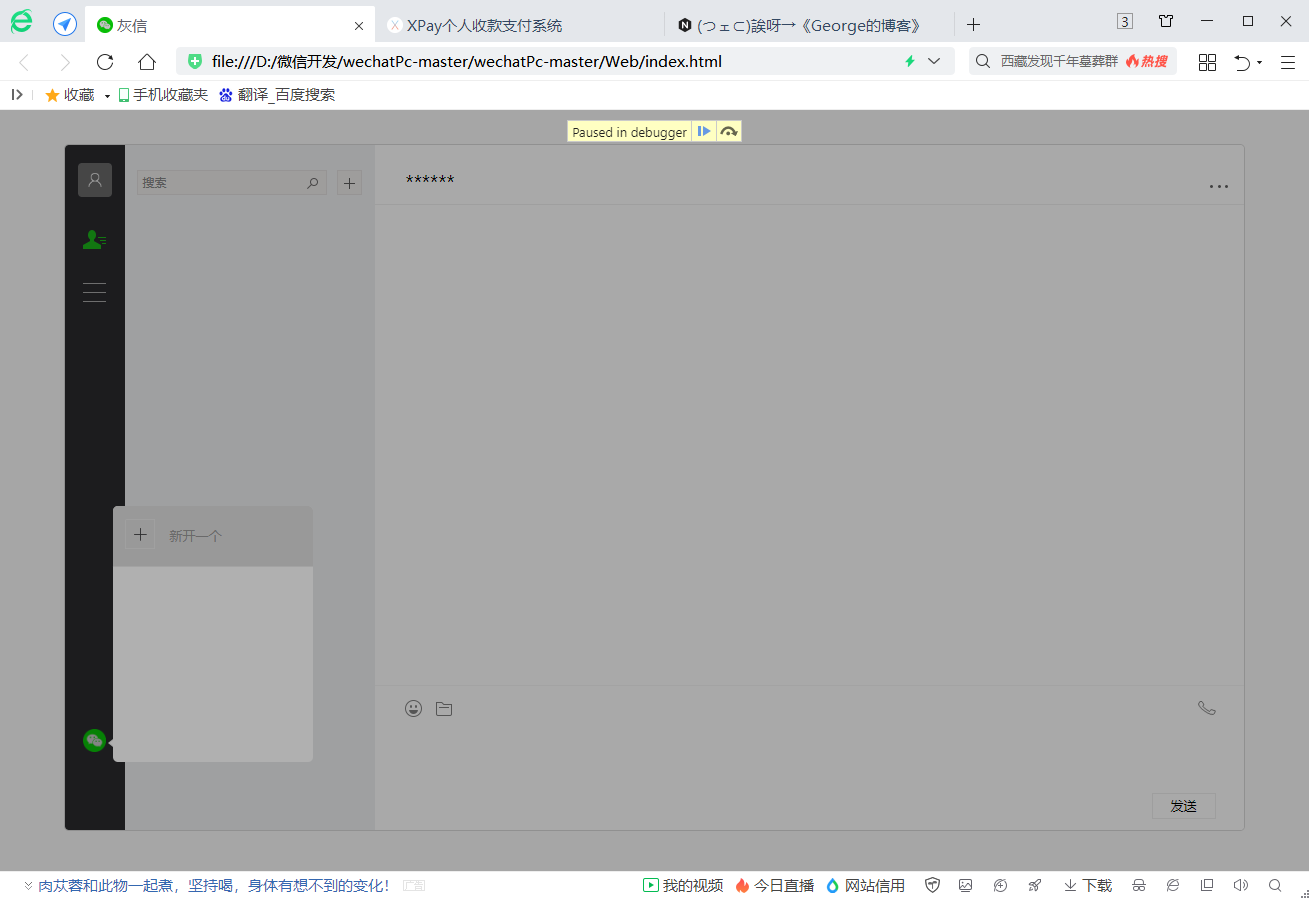 灰信
XPay个人收款支付系统
(つェ⊂)誒呀→《George的博客》
3
file:///D:/微信开发/wechatPc-master/wechatPc-master/Web/index.html
西藏发现千年墓葬群 热搜
收藏 手机收藏夹 翻译_百度搜索
Paused in debugger
搜索
******
新开一个
发送
肉苁蓉和此物一起煮，坚持喝，身体有想不到的变化！ 广告
我的视频 今日直播 网站信用 下载